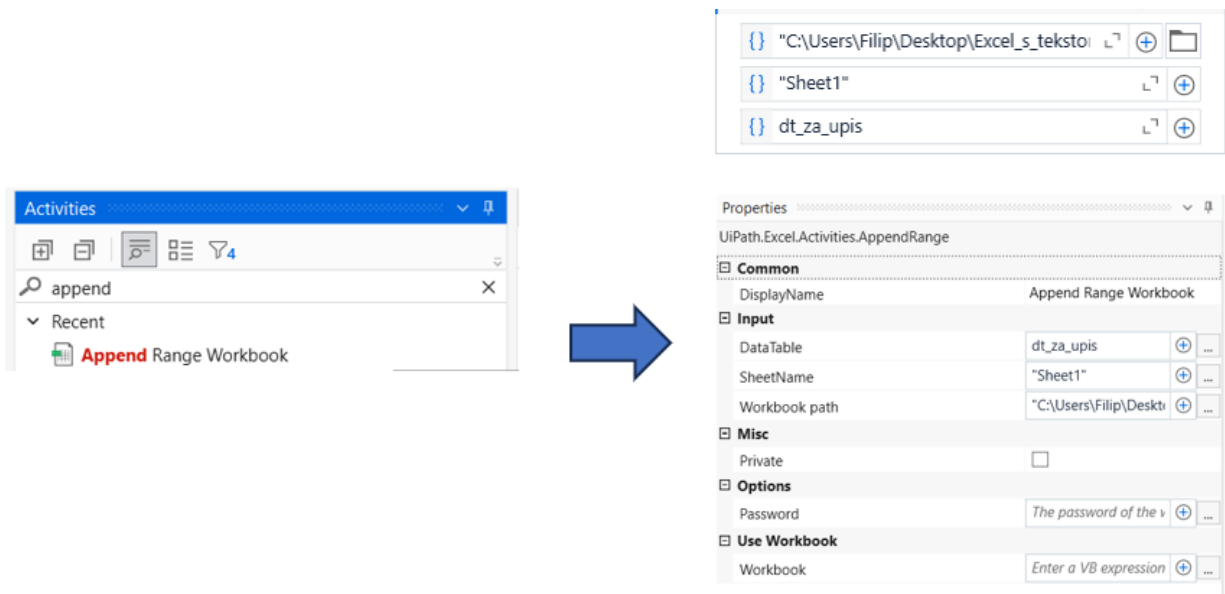 "C:\Users\Filip\Desktop\Excel_s_teksto
"Sheet1"
dt_za_upis
Activities
4
append
Recent
Append Range Workbook
Properties
UiPath.Excel.Activities.AppendRange
Common
DisplayName Append Range Workbook
Input
DataTable dt_za_upis ...
SheetName "Sheet1" ...
Workbook path "C:\Users\Filip\Deskt ...
Misc
Private
Options
Password The password of the w ...
Use Workbook
Workbook Enter a VB expression ...